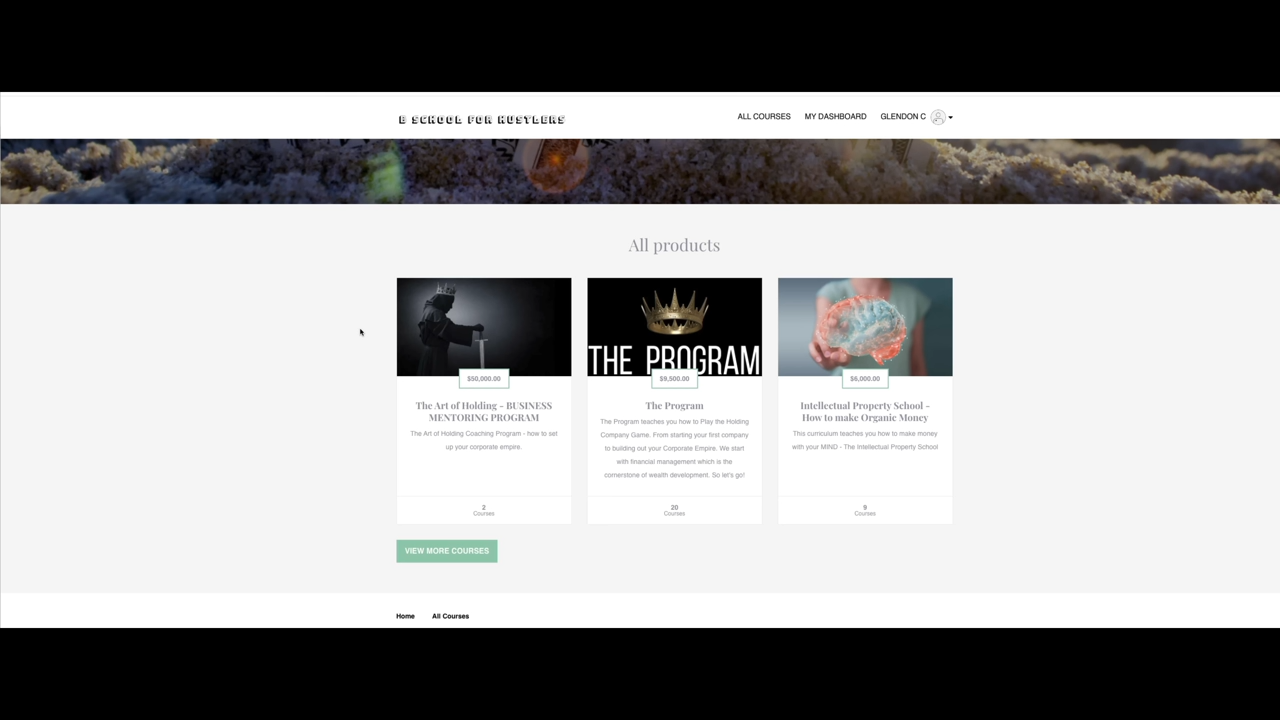 B SCHOOL FOR HUSTLERS
ALL COURSES MY DASHBOARD GLENDON C
All products
THE PROGRAM
$50,000.00
The Art of Holding - BUSINESS
MENTORING PROGRAM
The Art of Holding Coaching Program - how to set
up your corporate empire.
2
Courses
$9,500.00
The Program
The Program teaches you how to Play the Holding
Company Game. From starting your first company
to building out your Corporate Empire. We start
with financial management which is the
cornerstone of wealth development. So let's go!
20
Courses
$6,000.00
Intellectual Property School -
How to make Organic Money
This curriculum teaches you how to make money
with your MIND - The Intellectual Property School
9
Courses
VIEW MORE COURSES
Home All Courses